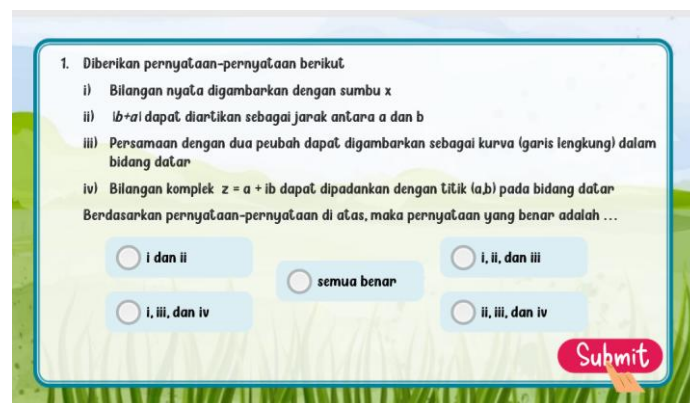 1. Diberikan pernyataan-pernyataan berikut
i) Bilangan nyata digambarkan dengan sumbu x
ii) |b+a| dapat diartikan sebagai jarak antara a dan b
iii) Persamaan dengan dua peubah dapat digambarkan sebagai kurva (garis lengkung) dalam
bidang datar
iv) Bilangan komplek z = a + ib dapat dipadankan dengan titik (a,b) pada bidang datar
Berdasarkan pernyataan-pernyataan di atas, maka pernyataan yang benar adalah ...
i dan ii
i, ii, dan iii
semua benar
i, iii, dan iv
ii, iii, dan iv
Submit